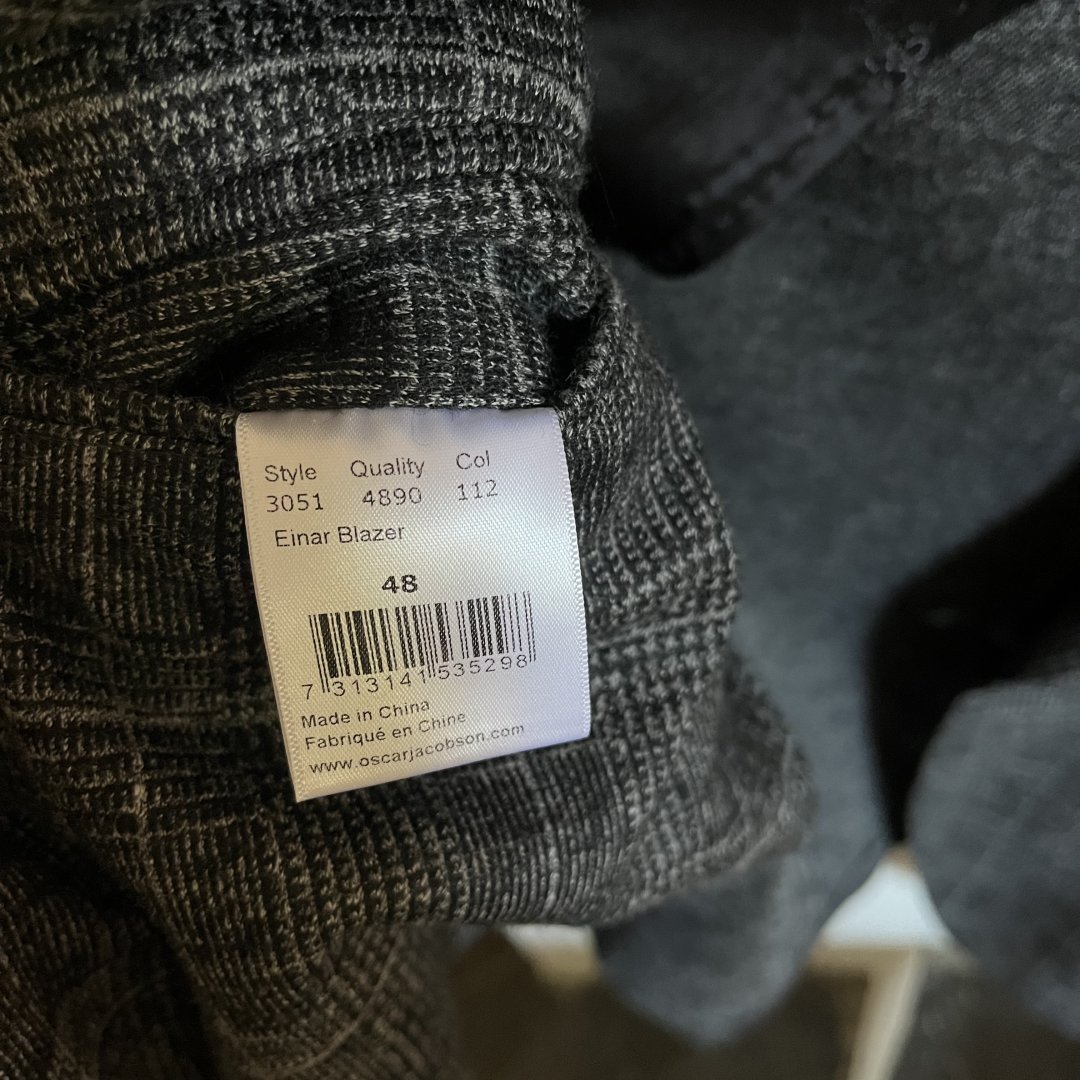 Style Quality Col
3051 4890 112
Einar Blazer
48
7 313141 535298
Made in China
Fabriqué en Chine
www.oscarjacobson.com